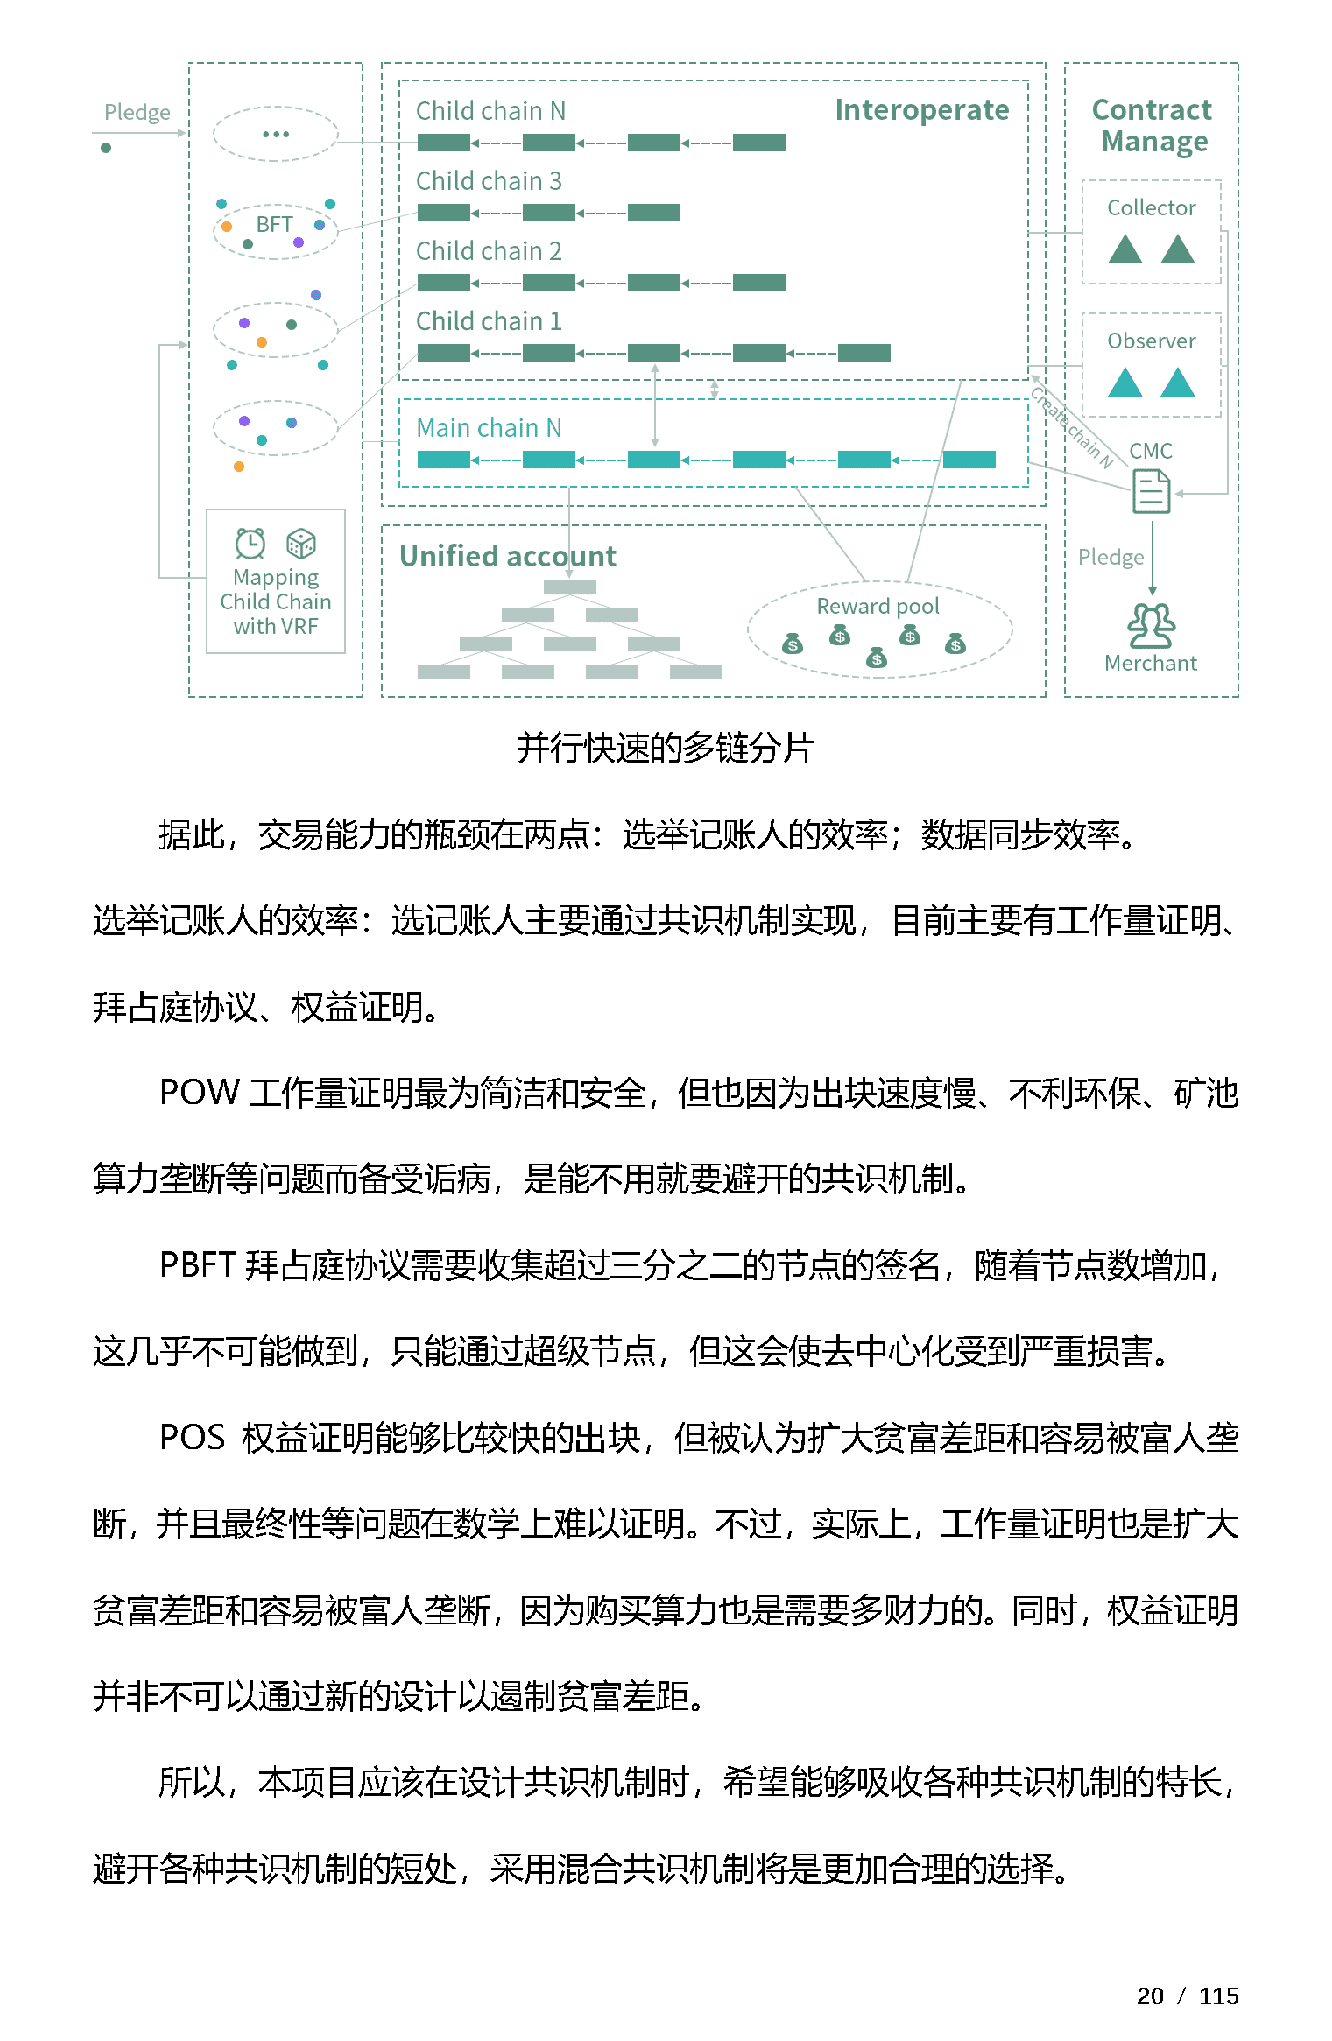 Pledge
Child chain N
Interoperate
Contract
Manage
Child chain 3
BFT
Collector
Child chain 2
Child chain 1
Observer
Create chain N
Main chain N
CMC
Mapping
Child Chain
with VRF
Unified account
Pledge
Reward pool
Merchant
并行快速的多链分片
据此，交易能力的瓶颈在两点：选举记账人的效率；数据同步效率。
选举记账人的效率：选记账人主要通过共识机制实现，目前主要有工作量证明、
拜占庭协议、权益证明。
POW 工作量证明最为简洁和安全，但也因为出块速度慢、不利环保、矿池
算力垄断等问题而备受诟病，是能不用就要避开的共识机制。
PBFT 拜占庭协议需要收集超过三分之二的节点的签名，随着节点数增加，
这几乎不可能做到，只能通过超级节点，但这会使去中心化受到严重损害。
POS 权益证明能够比较快的出块，但被认为扩大贫富差距和容易被富人垄
断，并且最终性等问题在数学上难以证明。不过，实际上，工作量证明也是扩大
贫富差距和容易被富人垄断，因为购买算力也是需要多财力的。同时，权益证明
并非不可以通过新的设计以遏制贫富差距。
所以，本项目应该在设计共识机制时，希望能够吸收各种共识机制的特长，
避开各种共识机制的短处，采用混合共识机制将是更加合理的选择。
20 / 115